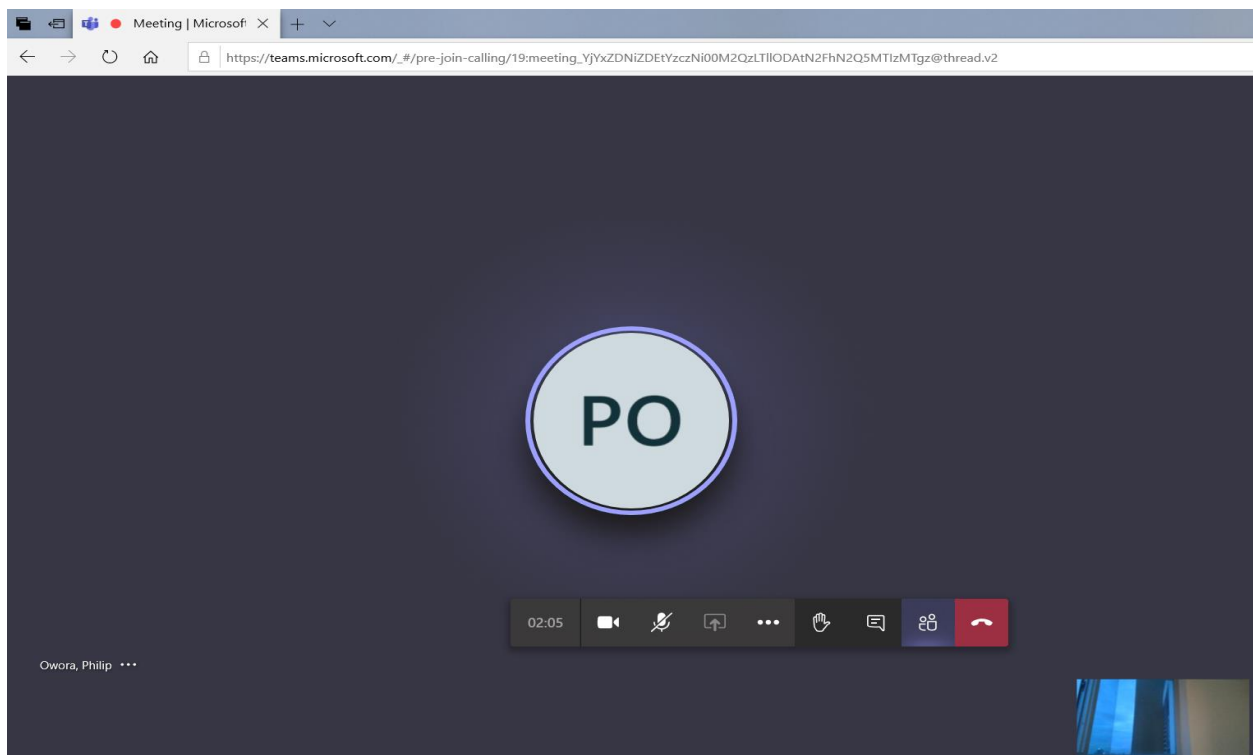 Meeting | Microsoft
https://teams.microsoft.com/_#/pre-join-calling/19:meeting_YjYxZDNiZDEtYzczNi00M2QzLTllODAtN2FhN2Q5MTIzMTgz@thread.v2
PO
02:05
Owora, Philip